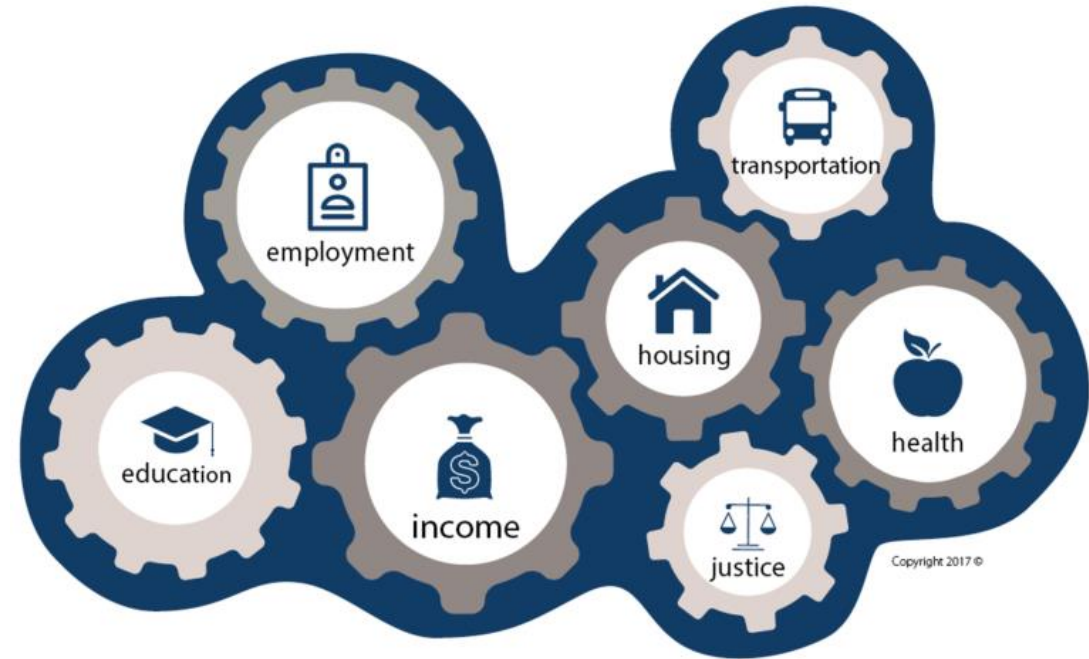 transportation
employment
housing
health
education
$
income
justice
Copyright 2017 ©